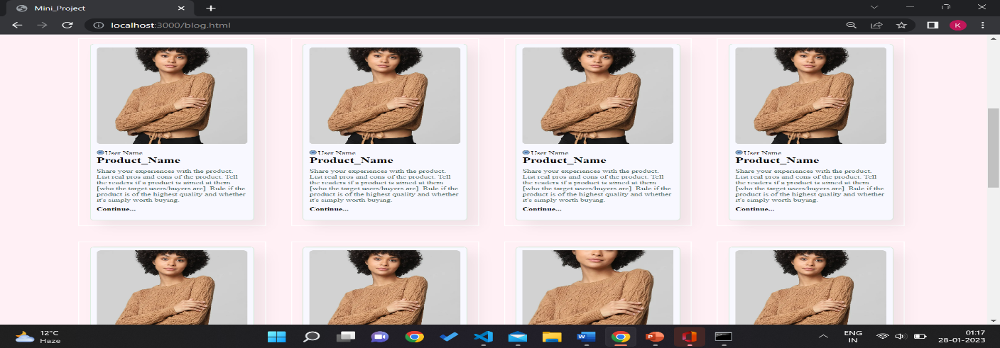 Mini_Project
localhost:3000/blog.html
K
User Name
Product_Name
Share your experiences with the product.
List real pros and cons of the product. Tell
the readers if a product is aimed at them
[who the target users/buyers are]. Rule if the
product is of the highest quality and whether
it's simply worth buying.
Continue...
User Name
Product_Name
Share your experiences with the product.
List real pros and cons of the product. Tell
the readers if a product is aimed at them
[who the target users/buyers are]. Rule if the
product is of the highest quality and whether
it's simply worth buying.
Continue...
User Name
Product_Name
Share your experiences with the product.
List real pros and cons of the product. Tell
the readers if a product is aimed at them
[who the target users/buyers are]. Rule if the
product is of the highest quality and whether
it's simply worth buying.
Continue...
User Name
Product_Name
Share your experiences with the product.
List real pros and cons of the product. Tell
the readers if a product is aimed at them
[who the target users/buyers are]. Rule if the
product is of the highest quality and whether
it's simply worth buying.
Continue...
12°C
Haze
W
P
ENG
IN
01:17
28-01-2023